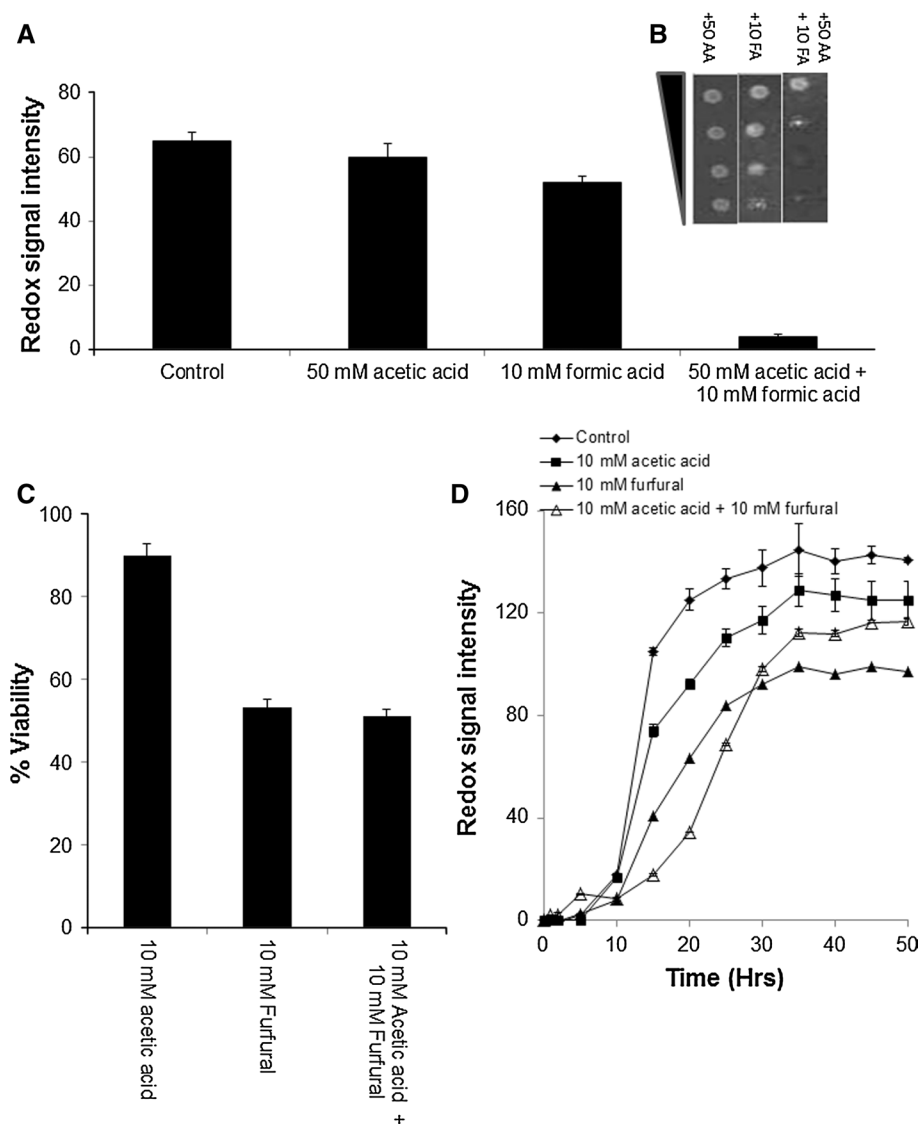 A
B
+50 AA
+10 FA
+50 AA
+ 10 FA
Redox signal intensity
80
60
40
20
0
Control
50 mM acetic acid
10 mM formic acid
50 mM acetic acid +
10 mM formic acid
Control
10 mM acetic acid
10 mM furfural
10 mM acetic acid + 10 mM furfural
C
% Viability
100
80
60
40
20
0
10 mM acetic acid
10 mM Furfural
10 mM Acetic acid +
10 mM Furfural
D
Redox signal intensity
160
120
80
40
0
0
10
20
30
40
50
Time (Hrs)